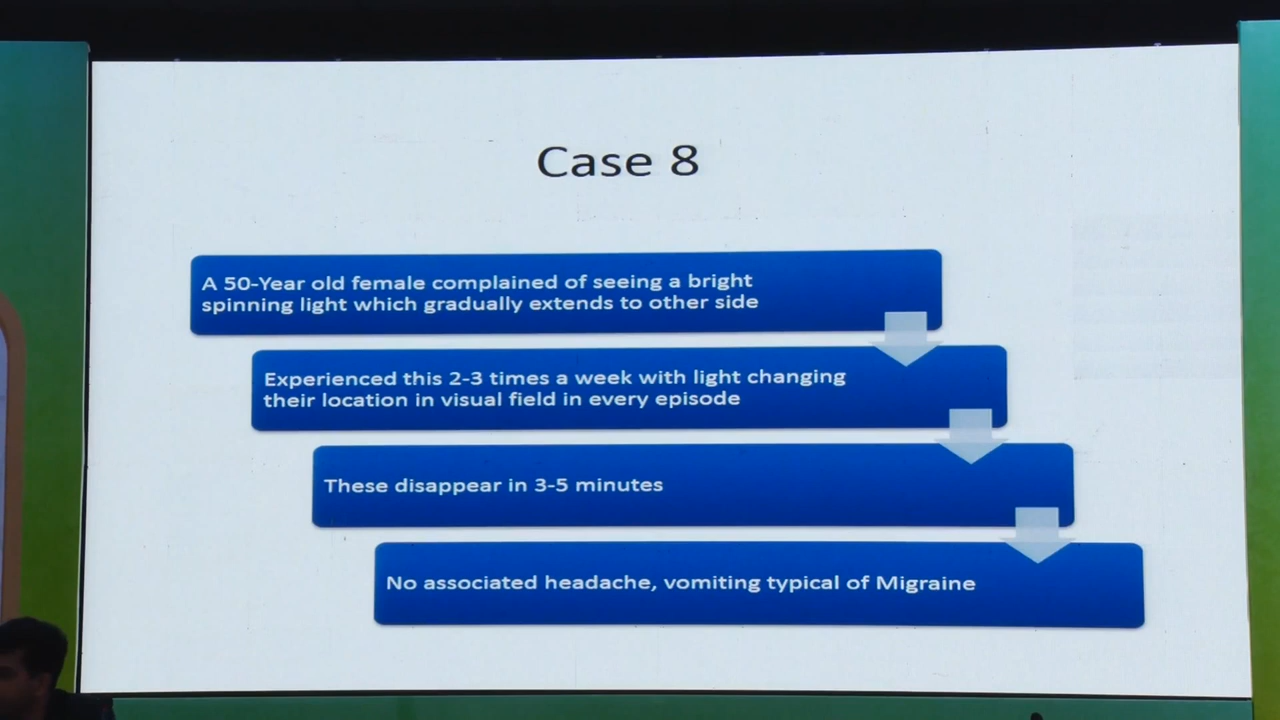 Case 8
A 50-Year old female complained of seeing a bright
spinning light which gradually extends to other side
Experienced this 2-3 times a week with light changing
their location in visual field in every episode
These disappear in 3-5 minutes
No associated headache, vomiting typical of Migraine